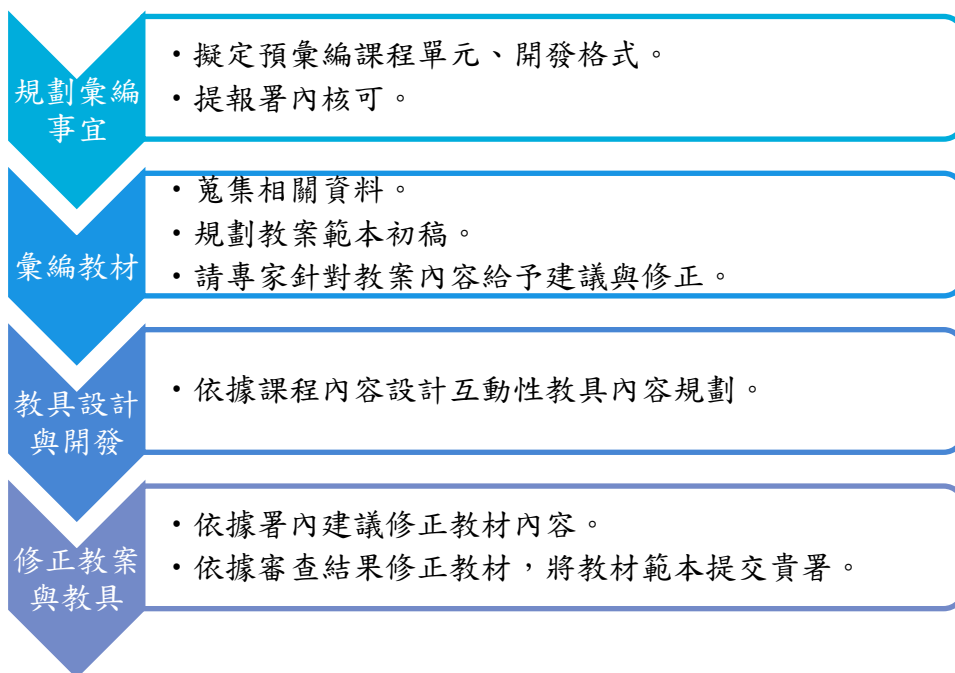 規劃彙編
事宜
・擬定預彙編課程單元、開發格式。
・提報署內核可。
彙編教材
・蒐集相關資料。
・規劃教案範本初稿。
・請專家針對教案內容給予建議與修正。
教具設計
與開發
・依據課程內容設計互動性教具內容規劃。
修正教案
與教具
・依據署內建議修正教材內容。
・依據審查結果修正教材，將教材範本提交貴署。